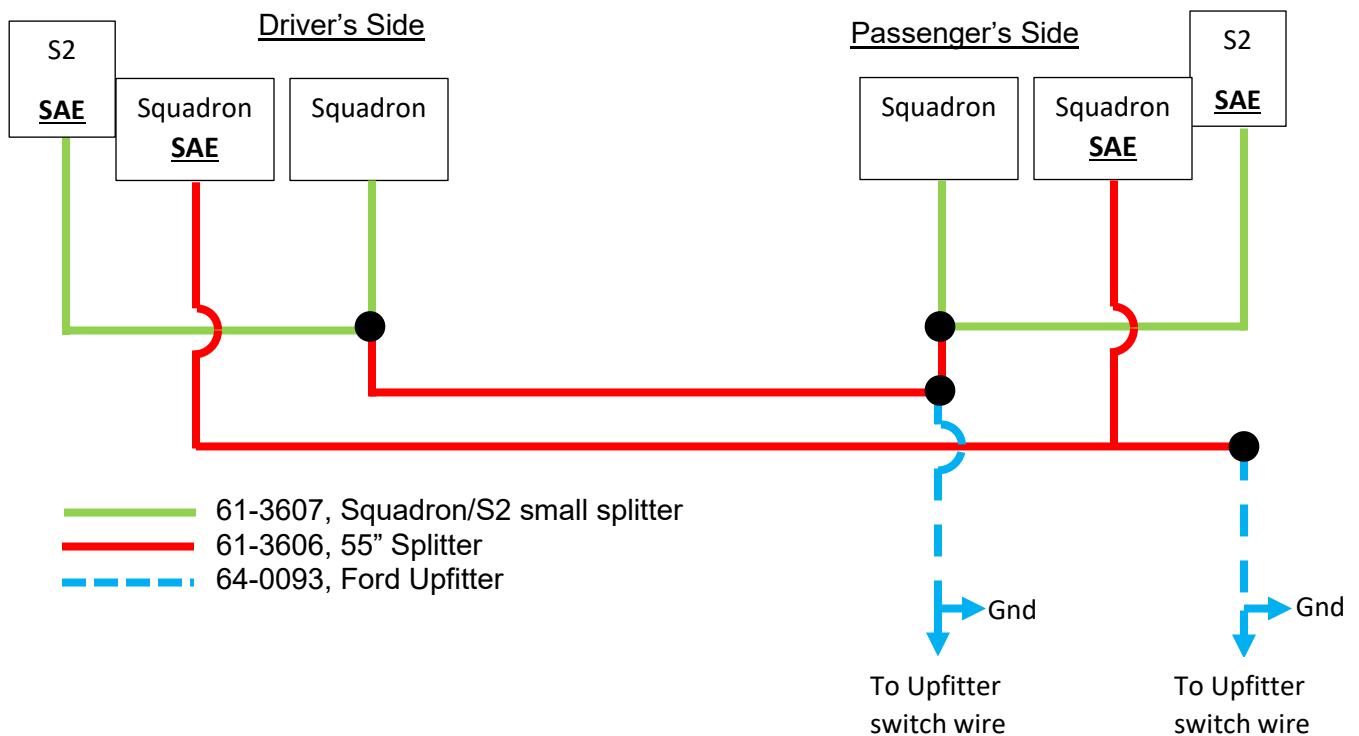 Driver’s Side
Passenger’s Side
S2
SAE
Squadron
SAE
Squadron
Squadron
Squadron
SAE
S2
SAE
61-3607, Squadron/S2 small splitter
61-3606, 55” Splitter
64-0093, Ford Upfitter
Gnd
Gnd
To Upfitter
switch wire
To Upfitter
switch wire